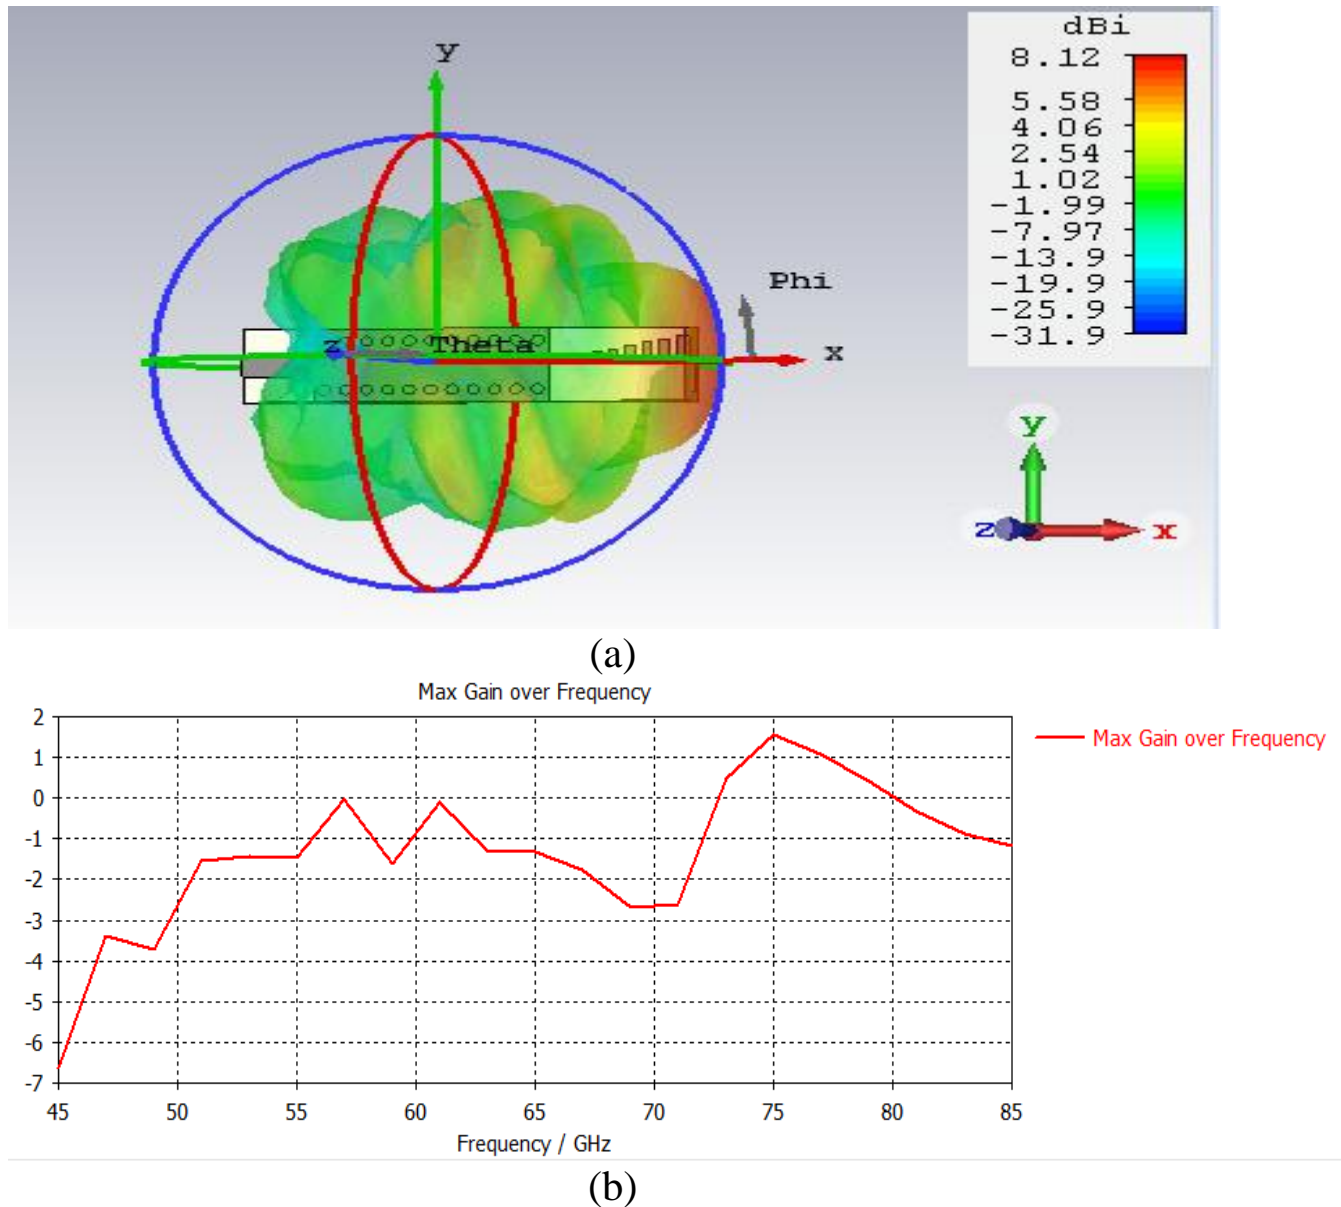 dBi
8.12
5.58
4.06
2.54
1.02
-1.99
-7.97
-13.9
-19.9
-25.9
-31.9
y
Phi
z
Theta
x
y
z
x
(a)
Max Gain over Frequency
2
1
0
-1
-2
-3
-4
-5
-6
-7
45 50 55 60 65 70 75 80 85
Frequency / GHz
Max Gain over Frequency
(b)